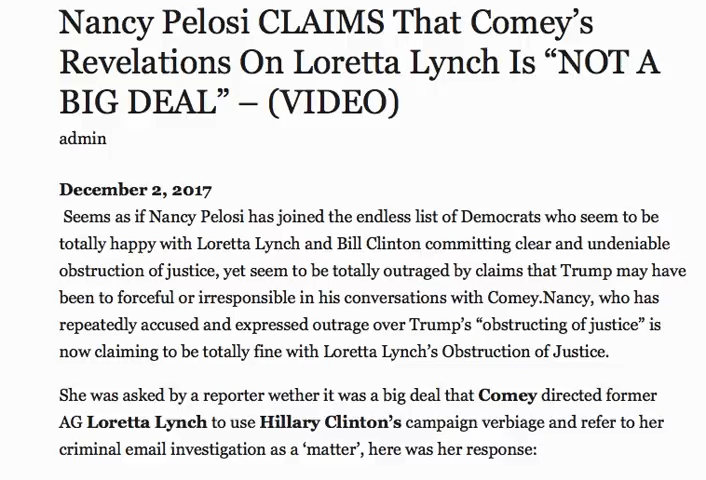 Nancy Pelosi CLAIMS That Comey's
Revelations On Loretta Lynch Is “NOT A
BIG DEAL” – (VIDEO)
admin
December 2, 2017
Seems as if Nancy Pelosi has joined the endless list of Democrats who seem to be
totally happy with Loretta Lynch and Bill Clinton committing clear and undeniable
obstruction of justice, yet seem to be totally outraged by claims that Trump may have
been to forceful or irresponsible in his conversations with Comey.Nancy, who has
repeatedly accused and expressed outrage over Trump's “obstructing of justice” is
now claiming to be totally fine with Loretta Lynch's Obstruction of Justice.
She was asked by a reporter wether it was a big deal that Comey directed former
AG Loretta Lynch to use Hillary Clinton's campaign verbiage and refer to her
criminal email investigation as a ‘matter’, here was her response: